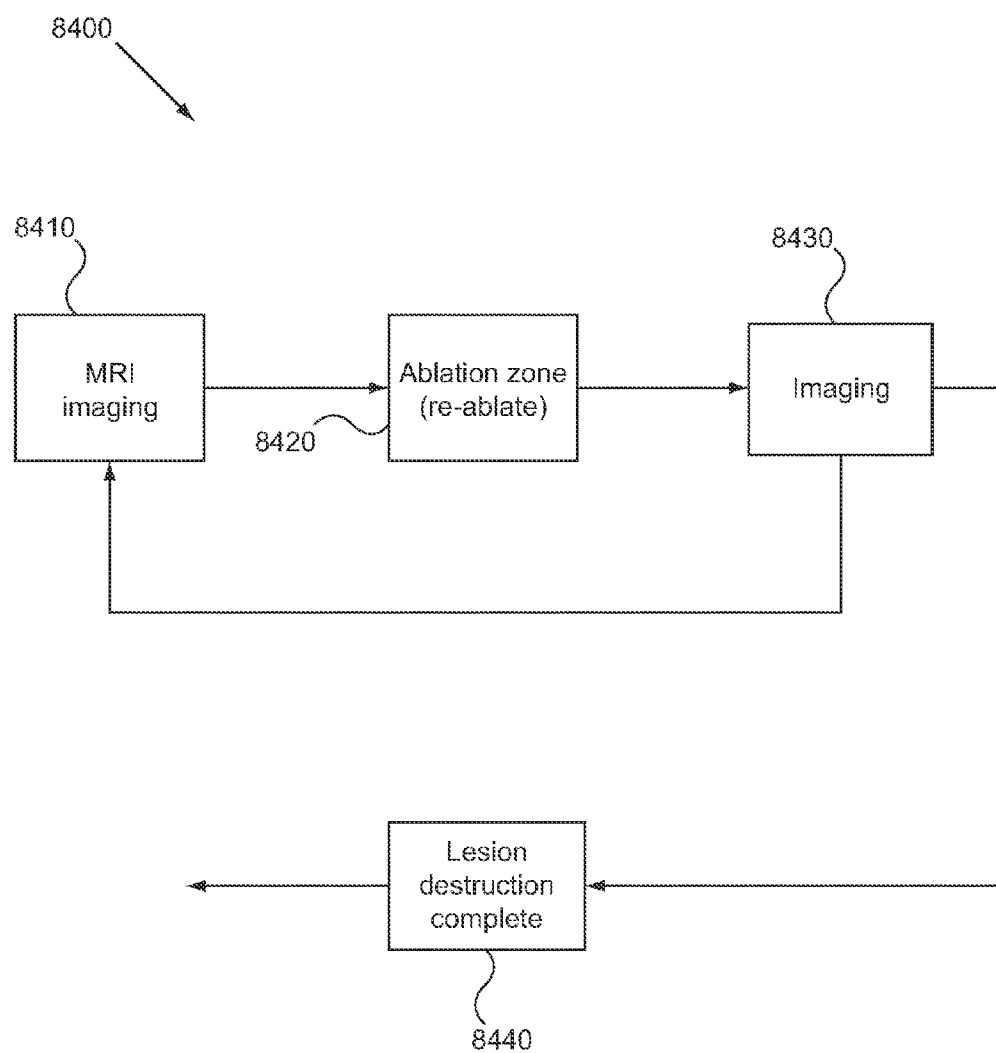 8400
8410
8430
MRI
imaging
Ablation zone
(re-ablate)
Imaging
8420
Lesion
destruction
complete
8440